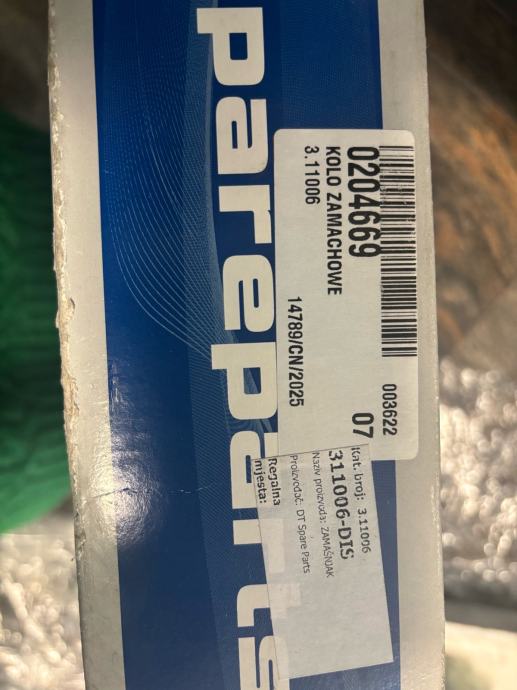 pareparts
0204669
KOLO ZAMACHOWE
3.11006
14789/CN/2025
003622
07
Kat. broj: 3.11006
311006-DIS
Naziv proizvoda: ZAMAŠNJAK
Proizvođač: DT Spare Parts
Regalna
mjesta: